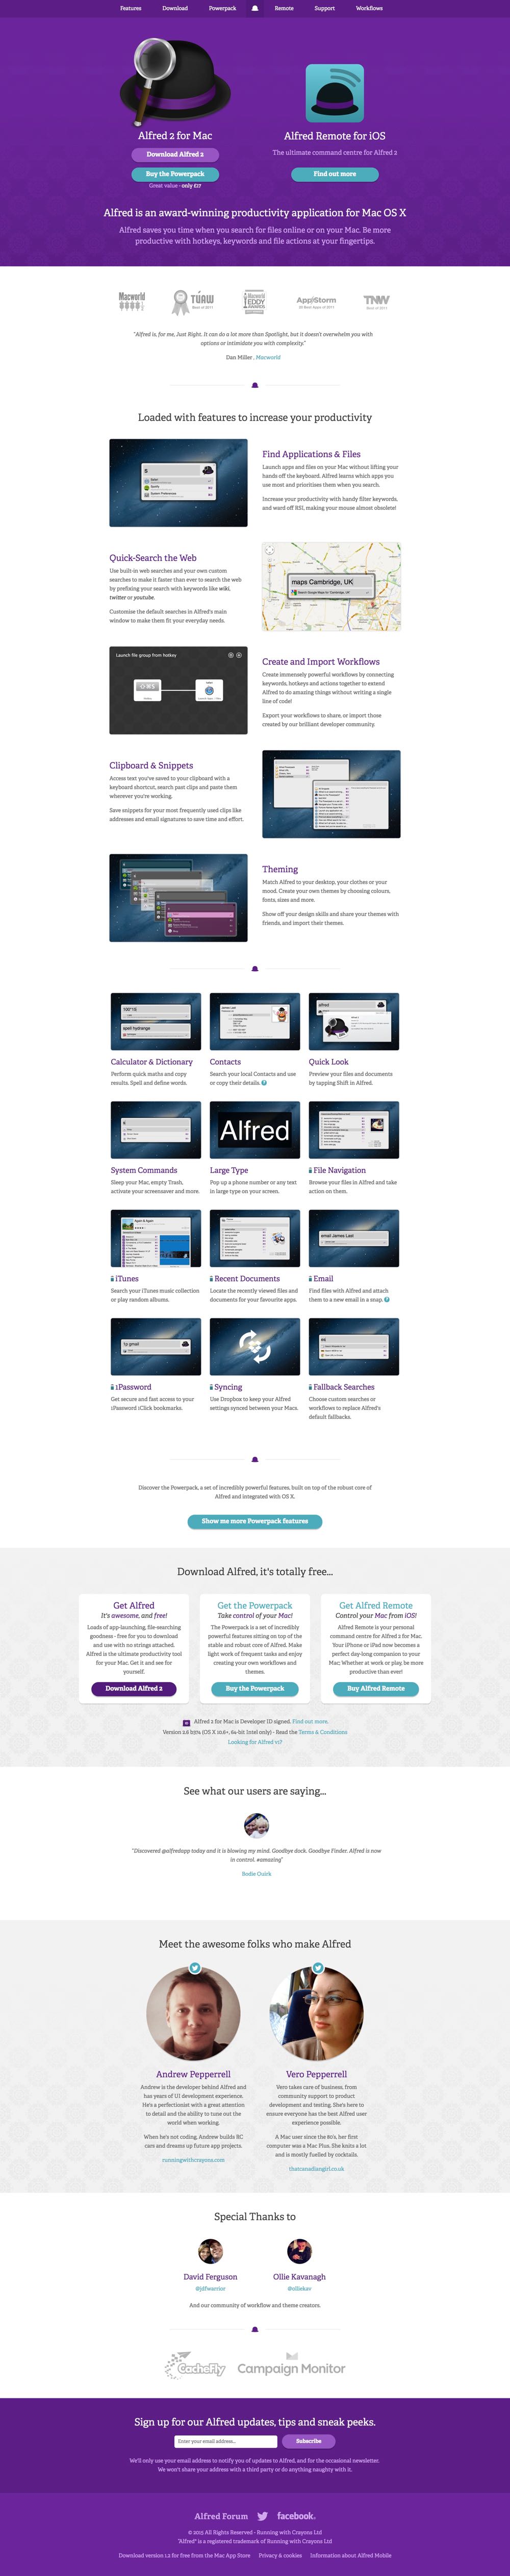 Features Download Powerpack Remote Support Workflows
Alfred 2 for Mac
Download Alfred 2
Buy the Powerpack
Great value - only £17
Alfred Remote for iOS
The ultimate command centre for Alfred 2
Find out more
Alfred is an award-winning productivity application for Mac OS X
Alfred saves you time when you search for files online or on your Mac. Be more
productive with hotkeys, keywords and file actions at your fingertips.
Macworld
TUAW
Best of 2011
Macworld
EDDY
AWARDS
AppStorm
20 Best Apps of 2011
TNW
Best of 2011
"Alfred is, for me, Just Right. It can do a lot more than Spotlight, but it doesn't overwhelm you with
options or intimidate you with complexity."
Dan Miller , Macworld
Loaded with features to increase your productivity
Find Applications & Files
Launch apps and files on your Mac without lifting your
hands off the keyboard. Alfred learns which apps you
use most and prioritises them when you search.
Increase your productivity with handy filter keywords,
and ward off RSI, making your mouse almost obsolete!
Quick-Search the Web
Use built-in web searches and your own custom
searches to make it faster than ever to search the web
by prefixing your search with keywords like wiki,
twitter or youtube.
Customise the default searches in Alfred's main
window to make them fit your everyday needs.
maps Cambridge, UK
Search Google Maps for 'Cambridge, UK'
Launch file group from hotkey
Create and Import Workflows
Create immensely powerful workflows by connecting
keywords, hotkeys and actions together to extend
Alfred to do amazing things without writing a single
line of code!
Export your workflows to share, or import those
created by our brilliant developer community.
Clipboard & Snippets
Access text you've saved to your clipboard with a
keyboard shortcut, search past clips and paste them
wherever you're working.
Save snippets for your most frequently used clips like
addresses and email signatures to save time and effort.
Theming
Match Alfred to your desktop, your clothes or your
mood. Create your own themes by choosing colours,
fonts, sizes and more.
Show off your design skills and share your themes with
friends, and import their themes.
spell hydrange
alfred
Calculator & Dictionary
Perform quick maths and copy
results. Spell and define words.
Contacts
Search your local Contacts and use
or copy their details.
Quick Look
Preview your files and documents
by tapping Shift in Alfred.
Alfred
System Commands
Sleep your Mac, empty Trash,
activate your screensaver and more.
Large Type
Pop up a phone number or any text
in large type on your screen.
File Navigation
Browse your files in Alfred and take
action on them.
email James Last
iTunes
Search your iTunes music collection
or play random albums.
Recent Documents
Locate the recently viewed files and
documents for your favourite apps.
Email
Find files with Alfred and attach
them to a new email in a snap.
1p gmail
1Password
Get secure and fast access to your
1Password 1Click bookmarks.
Syncing
Use Dropbox to keep your Alfred
settings synced between your Macs.
Fallback Searches
Choose custom searches or
workflows to replace Alfred's
default fallbacks.
Discover the Powerpack, a set of incredibly powerful features, built on top of the robust core of
Alfred and integrated with OS X.
Show me more Powerpack features
Download Alfred, it's totally free...
Get Alfred
It's awesome, and free!
Loads of app-launching, file-searching
goodness - free for you to download
and use with no strings attached.
Alfred is the ultimate productivity tool
for your Mac. Get it and see for
yourself.
Download Alfred 2
Get the Powerpack
Take control of your Mac!
The Powerpack is a set of incredibly
powerful features sitting on top of the
stable and robust core of Alfred. Make
light work of frequent tasks and enjoy
creating your own workflows and
themes.
Buy the Powerpack
Get Alfred Remote
Control your Mac from iOS!
Alfred Remote is your personal
command centre for Alfred 2 for Mac.
Your iPhone or iPad now becomes a
perfect day-long companion to your
Mac; Whether at work or play, be more
productive than ever!
Buy Alfred Remote
Alfred 2 for Mac is Developer ID signed. Find out more.
Version 2.6 b374 (OS X 10.6+, 64-bit Intel only) - Read the Terms & Conditions
Looking for Alfred v1?
See what our users are saying...
"Discovered @alfredapp today and it is blowing my mind. Goodbye dock. Goodbye Finder. Alfred is now
in control. #amazing"
Rodie Quirk
Meet the awesome folks who make Alfred
Andrew Pepperrell
Andrew is the developer behind Alfred and
has years of UI development experience.
He's a perfectionist with a great attention
to detail and the ability to tune out the
world when working.
When he's not coding, Andrew builds RC
cars and dreams up future app projects.
runningwithcrayons.com
Vero Pepperrell
Vero takes care of business, from
community support to product
development and testing. She's here to
ensure everyone has the best Alfred user
experience possible.
A Mac user since the 80's, her first
computer was a Mac Plus. She knits a lot
and is mostly fuelled by cocktails.
thatcanadiangirl.co.uk
Special Thanks to
David Ferguson
@jdfwarrior
Ollie Kavanagh
@olliekav
And our community of workflow and theme creators.
CacheFly
Campaign Monitor
Sign up for our Alfred updates, tips and sneak peeks.
Enter your email address...
Subscribe
We'll only use your email address to notify you of updates to Alfred, and for the occasional newsletter.
We won't share your address with a third party or do anything naughty with it.
Alfred Forum
facebook.
© 2015 All Rights Reserved - Running with Crayons Ltd
"Alfred" is a registered trademark of Running with Crayons Ltd
Download version 1.2 for free from the Mac App Store Privacy & cookies Information about Alfred Mobile